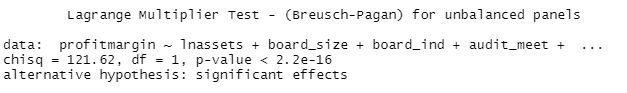 Lagrange Multiplier Test - (Breusch-Pagan) for unbalanced panels
data:  profitmargin ~ lnassets + board_size + board_ind + audit_meet +  ...
chisq = 121.62, df = 1, p-value < 2.2e-16
alternative hypothesis: significant effects